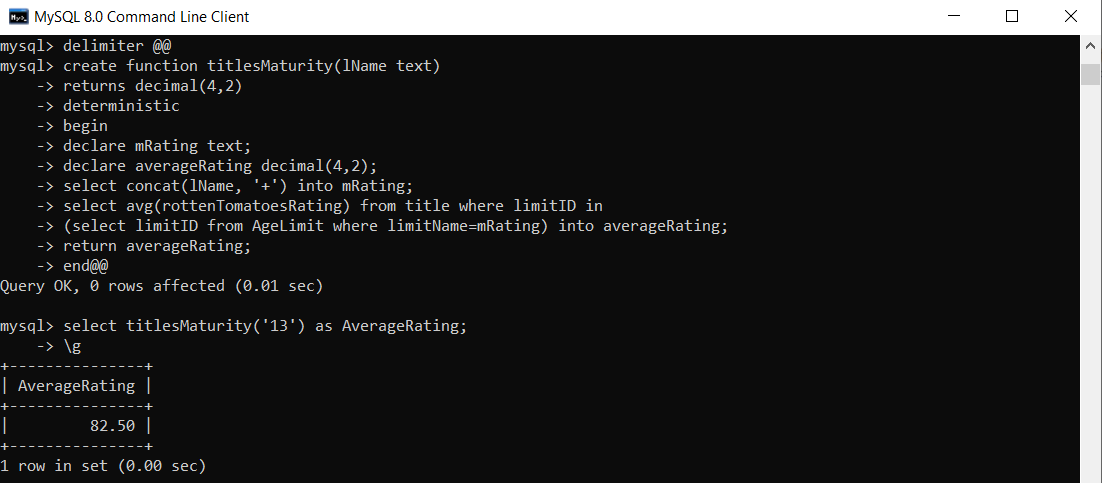 MySQL 8.0 Command Line Client
mysql> delimiter @@
mysql> create function titlesMaturity(lName text)
    -> returns decimal(4,2)
    -> deterministic
    -> begin
    -> declare mRating text;
    -> declare averageRating decimal(4,2);
    -> select concat(lName, '+') into mRating;
    -> select avg(rottenTomatoesRating) from title where limitID in
    -> (select limitID from AgeLimit where limitName=mRating) into averageRating;
    -> return averageRating;
    -> end@@
Query OK, 0 rows affected (0.01 sec)

mysql> select titlesMaturity('13') as AverageRating;
    -> \g
+---------------+
| AverageRating |
+---------------+
|         82.50 |
+---------------+
1 row in set (0.00 sec)